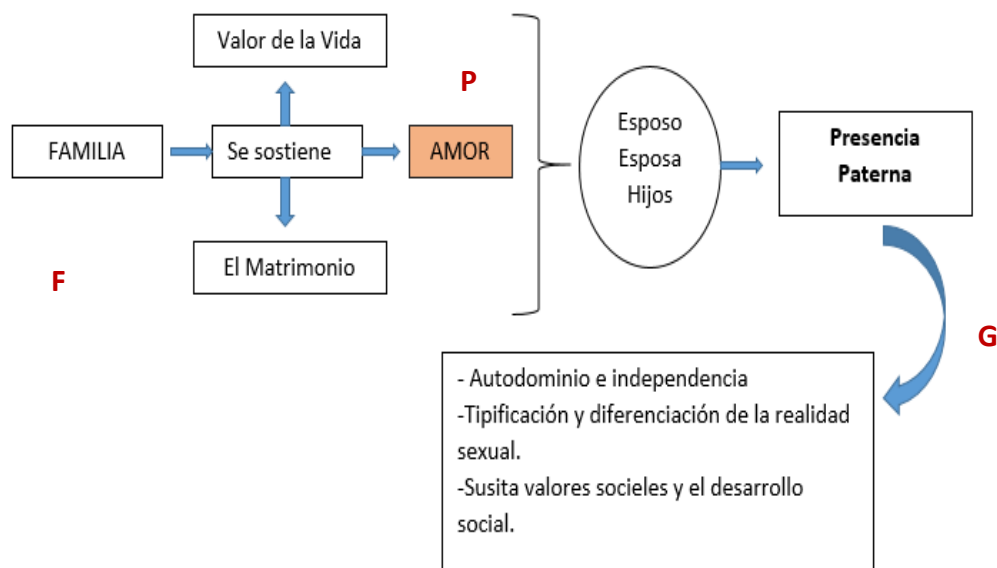 Valor de la Vida
P
FAMILIA
Se sostiene
AMOR
El Matrimonio
F
Esposo
Esposa
Hijos
Presencia
Paterna
G
- Autodominio e independencia
-Tipificación y diferenciación de la realidad
sexual.
-Susita valores socieles y el desarrollo
social.